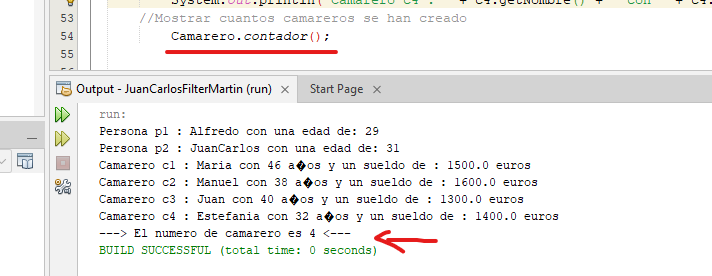 System.out.println("Camarero c4 : " + c4.getNombre() + " con " + c4.
53 //Mostrar cuantos camareros se han creado
54 Camarero.contador();
55
Output - JuanCarlosFilterMartin (run) × Start Page ×
run:
Persona p1 : Alfredo con una edad de: 29
Persona p2 : JuanCarlos con una edad de: 31
Camarero c1 : Maria con 46 a�os y un sueldo de : 1500.0 euros
Camarero c2 : Manuel con 38 a�os y un sueldo de : 1600.0 euros
Camarero c3 : Juan con 40 a�os y un sueldo de : 1300.0 euros
Camarero c4 : Estefania con 32 a�os y un sueldo de : 1400.0 euros
---> El numero de camarero es 4 <---
BUILD SUCCESSFUL (total time: 0 seconds)